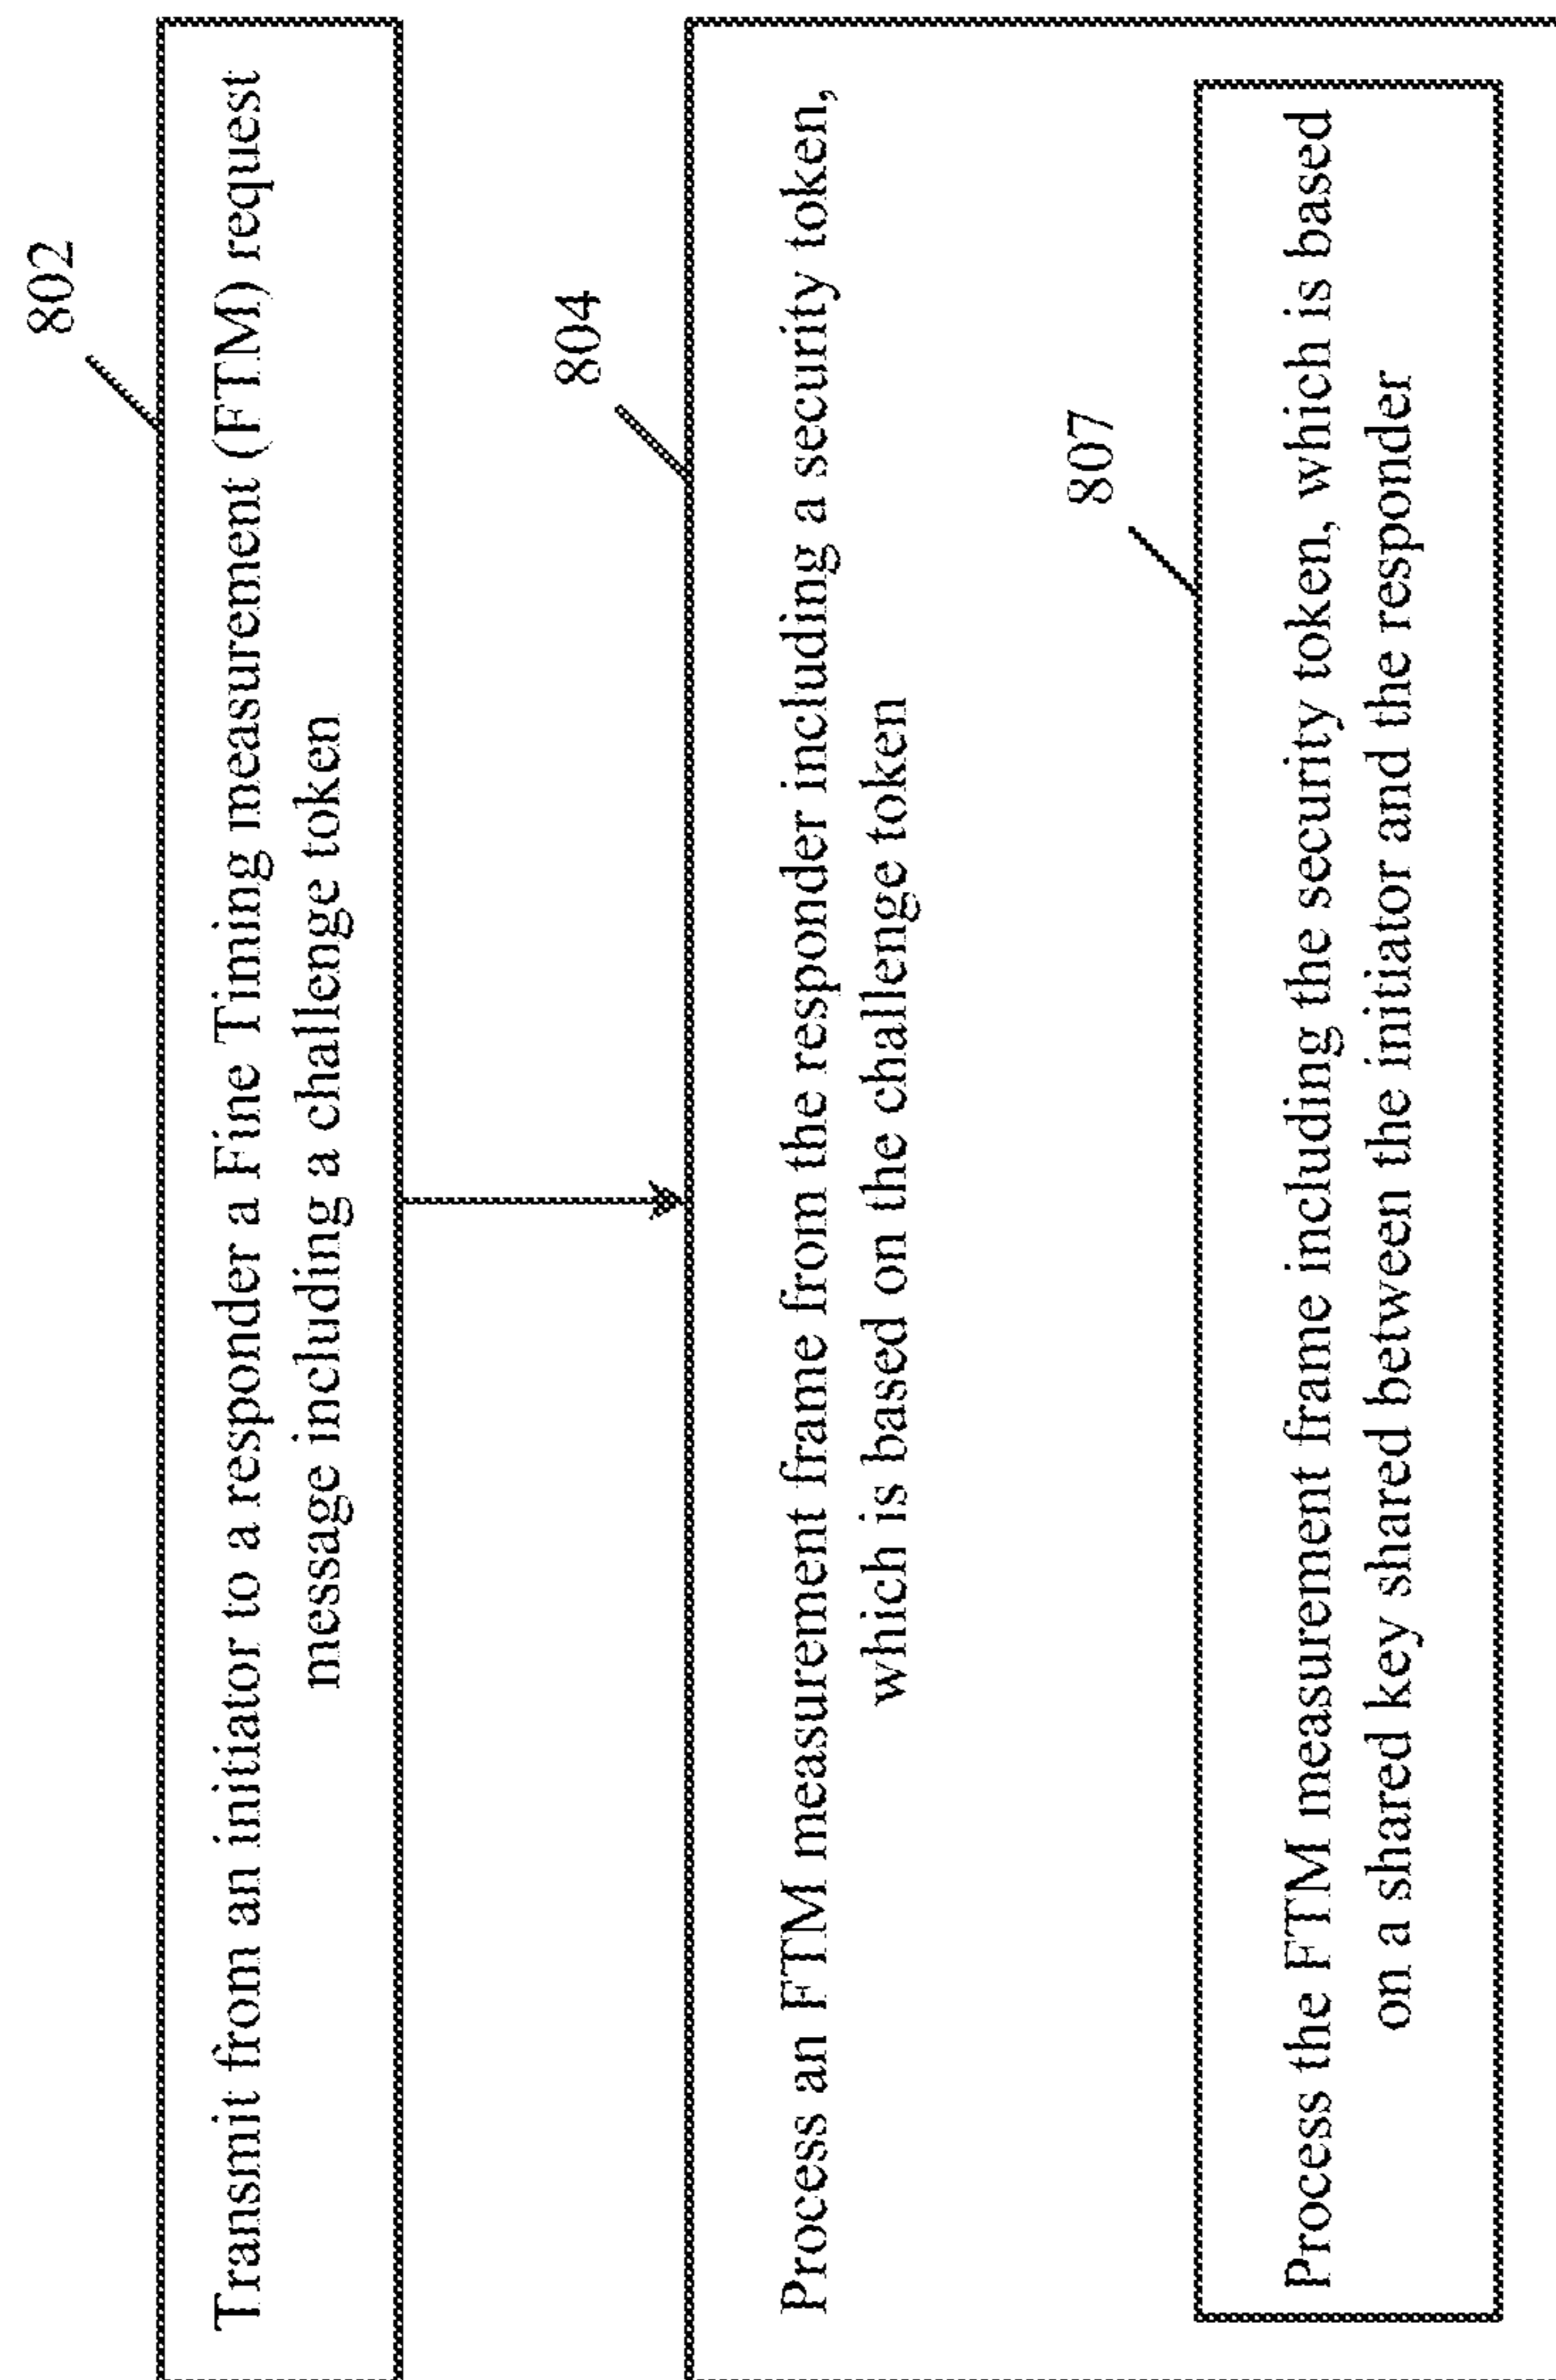 802
Transmit from an initiator to a responder a Fine Timing measurement (FTM) request
message including a challenge token
804
Process an FTM measurement frame from the responder including a security token,
which is based on the challenge token
807
Process the FTM measurement frame including the security token, which is based
on a shared key shared between the initiator and the responder